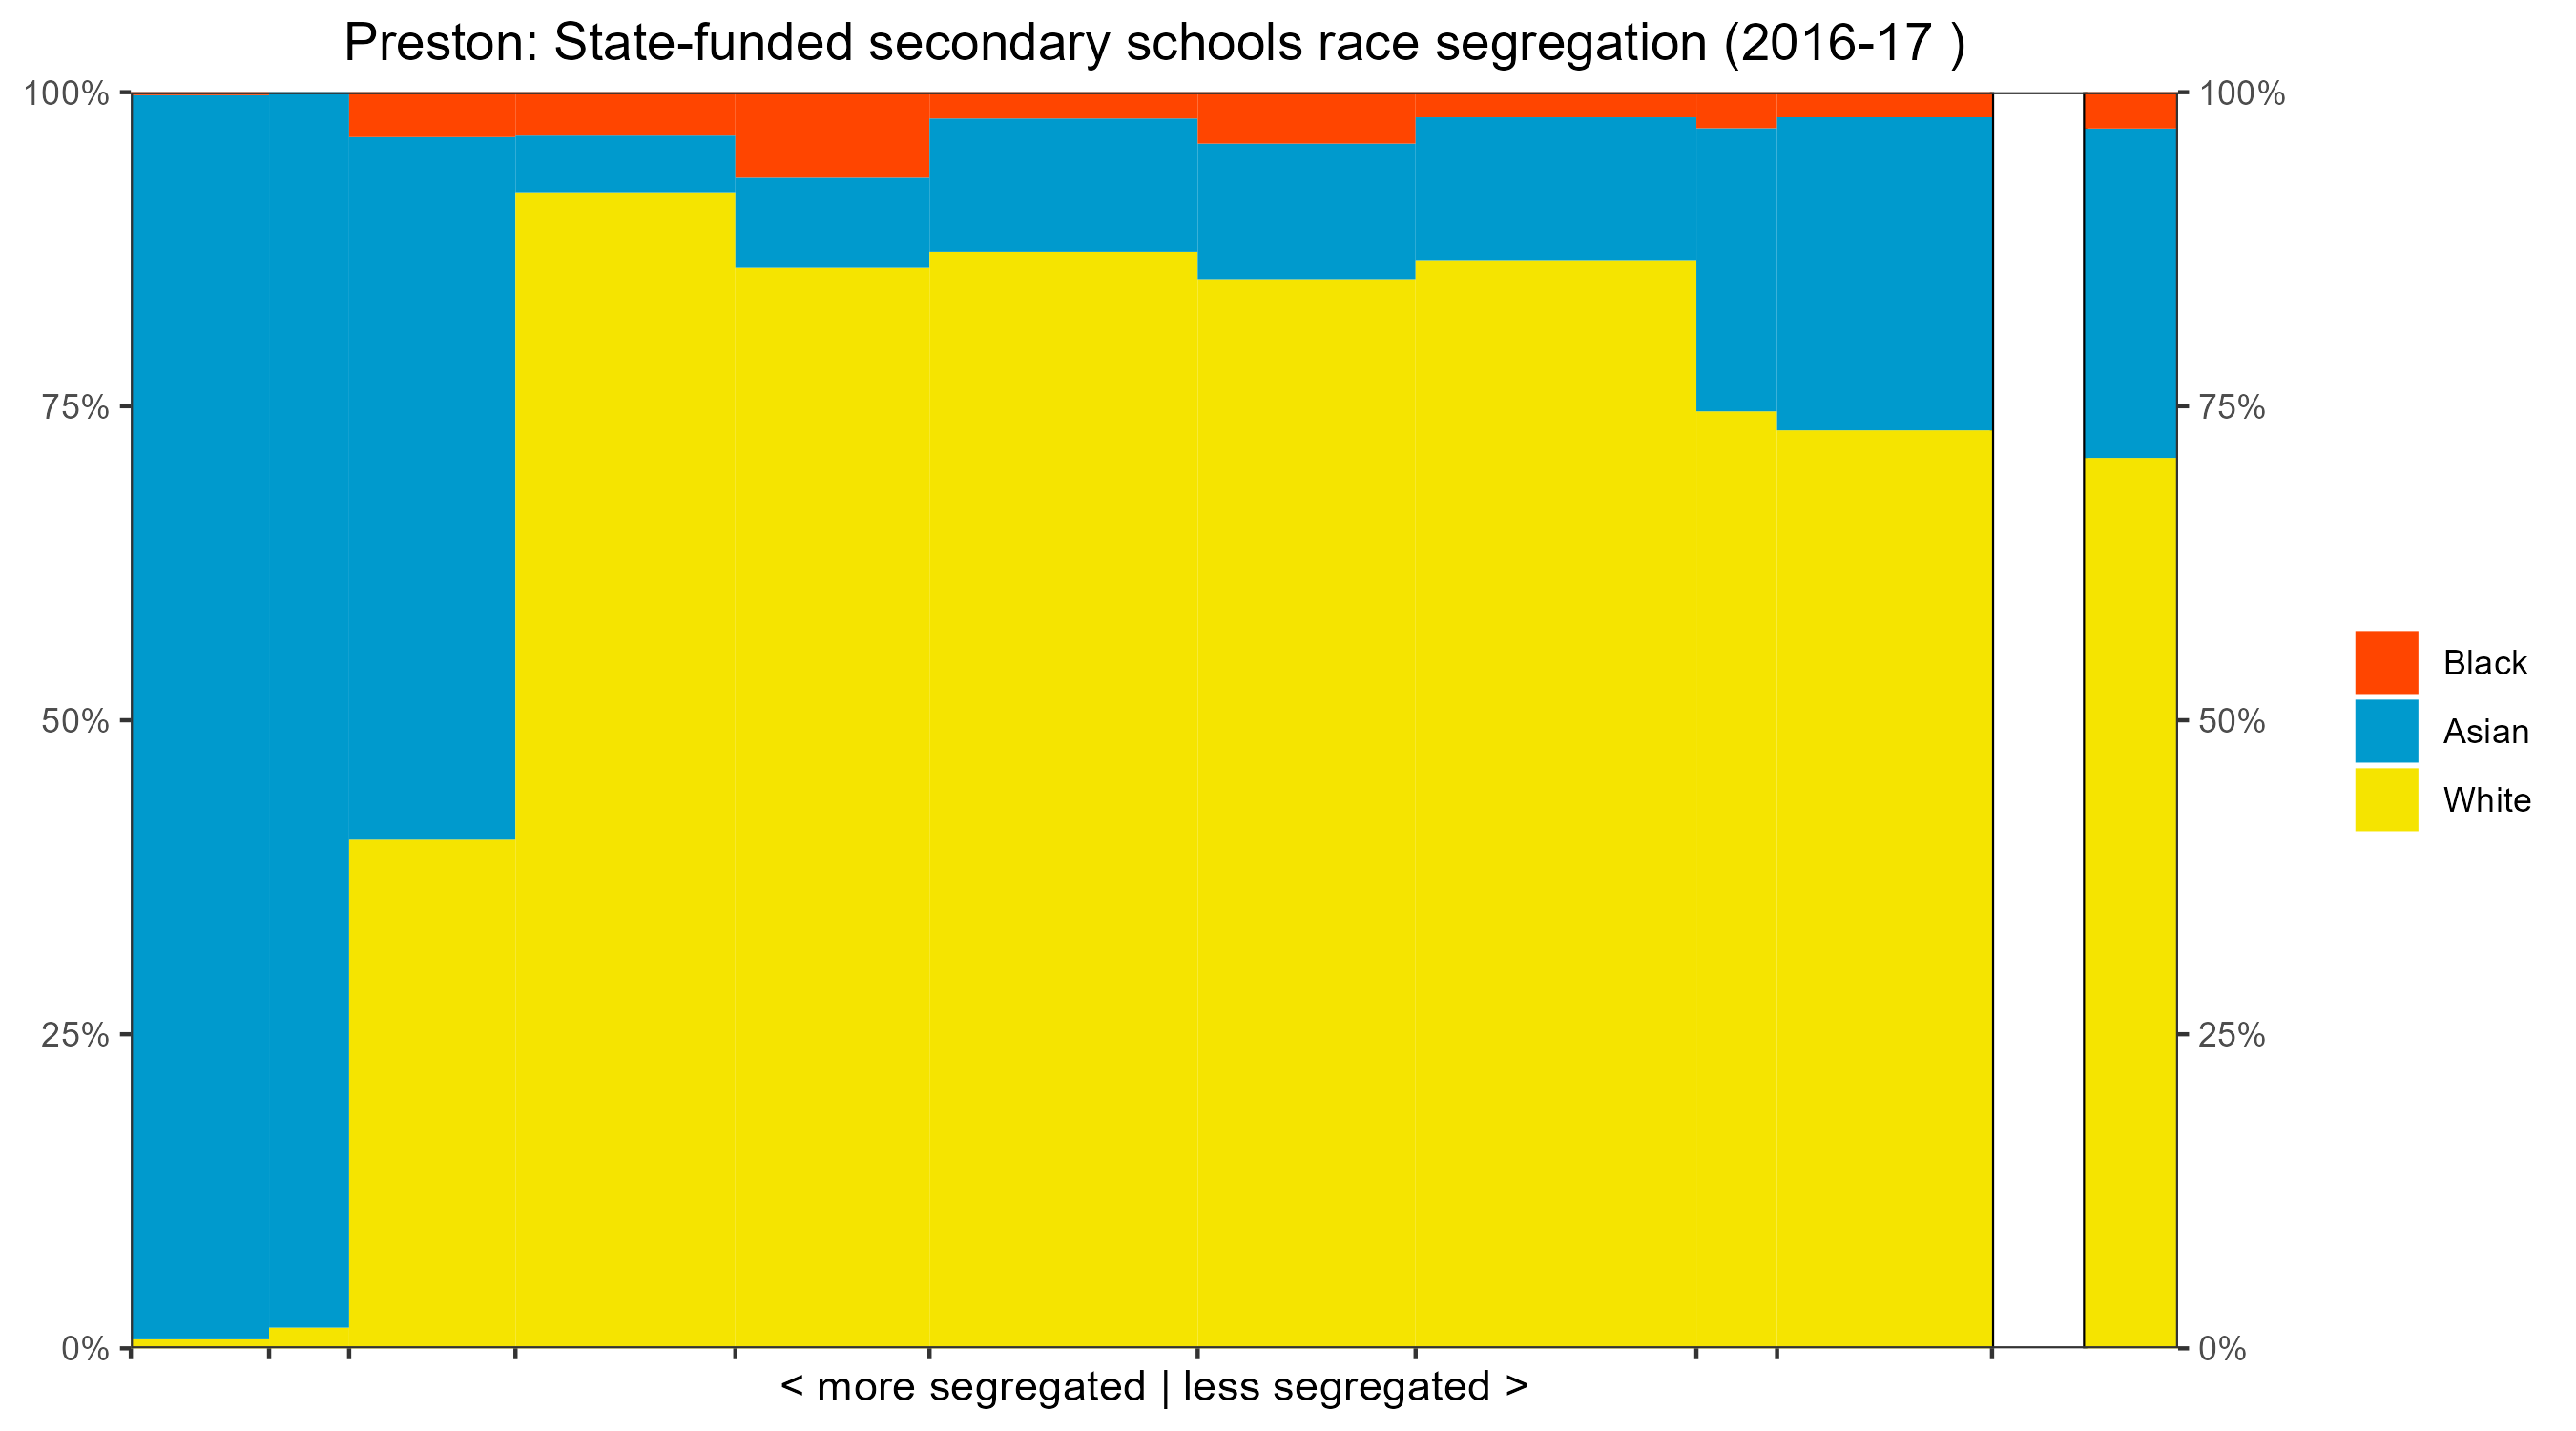 Preston: State-funded secondary schools race segregation (2016-17 )
100%
75%
50%
25%
0%
100%
75%
50%
25%
0%
Black
Asian
White
< more segregated | less segregated >